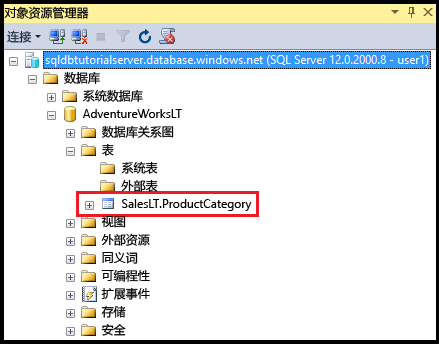 对象资源管理器
连接
sqldbtutorialserver.database.windows.net (SQL Server 12.0.2000.8 - user1)
数据库
系统数据库
AdventureWorksLT
数据库关系图
表
系统表
外部表
SalesLT.ProductCategory
视图
外部资源
同义词
可编程性
扩展事件
存储
安全